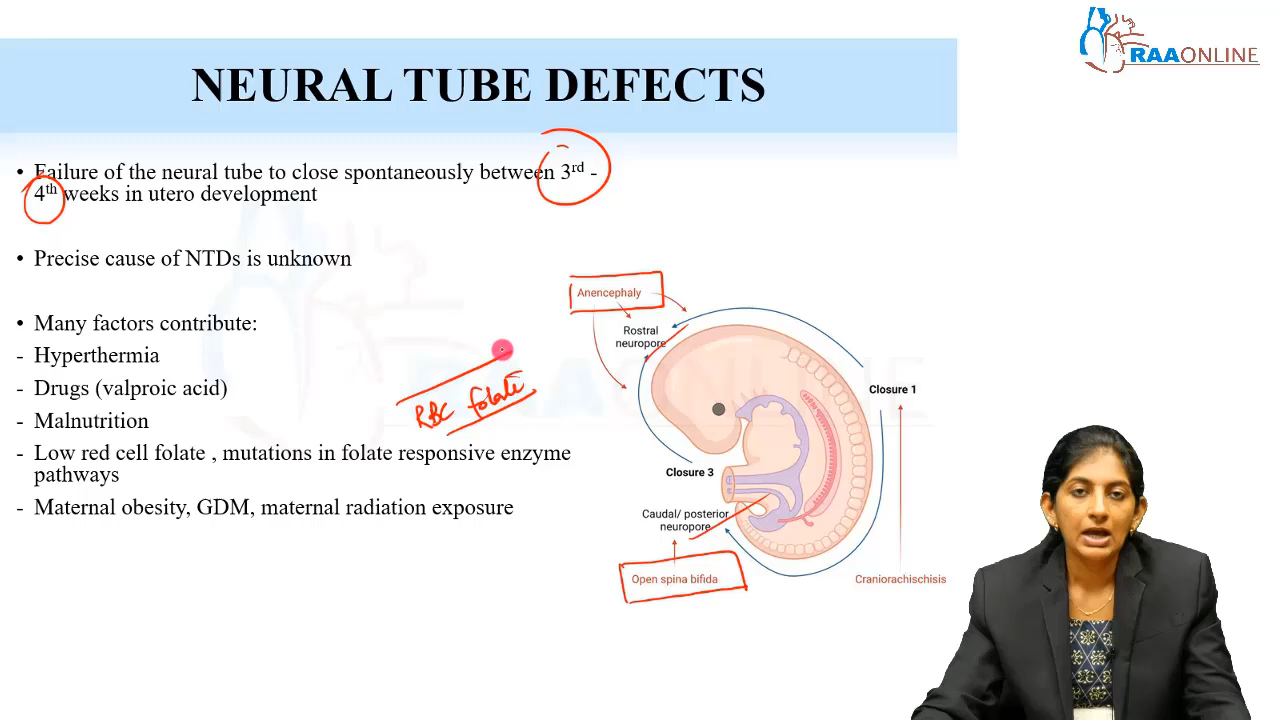 RAAONLINE
NEURAL TUBE DEFECTS
• Failure of the neural tube to close spontaneously between 3rd -
4th weeks in utero development
• Precise cause of NTDs is unknown
• Many factors contribute:
- Hyperthermia
- Drugs (valproic acid)
- Malnutrition
- Low red cell folate , mutations in folate responsive enzyme
pathways
- Maternal obesity, GDM, maternal radiation exposure
RBC folate
Anencephaly
Rostral
neuropore
Closure 1
Closure 3
Caudal/ posterior
neuropore
Open spina bifida
Craniorachischisis
RAAONLINE